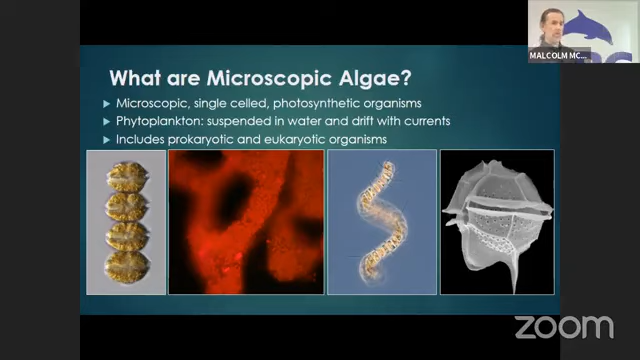 What are Microscopic Algae?
Microscopic, single celled, photosynthetic organisms
Phytoplankton: suspended in water and drift with currents
Includes prokaryotic and eukaryotic organisms
MALCOLM MC...
zoom